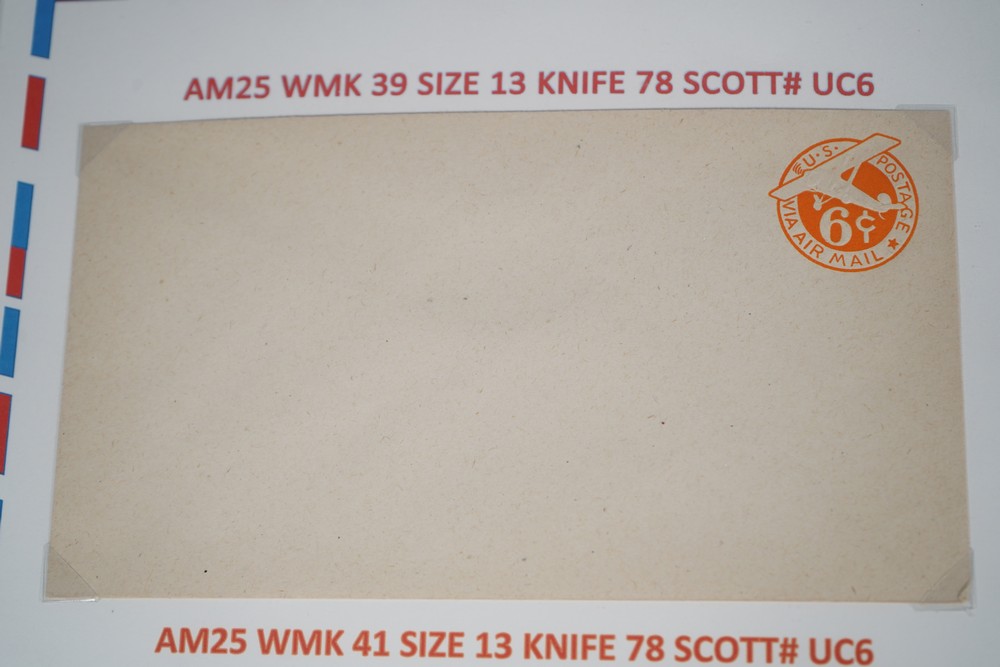 AM25 WMK 39 SIZE 13 KNIFE 78 SCOTT# UC6
U·S·POSTAGE
6¢
VIA AIR MAIL ★
AM25 WMK 41 SIZE 13 KNIFE 78 SCOTT# UC6